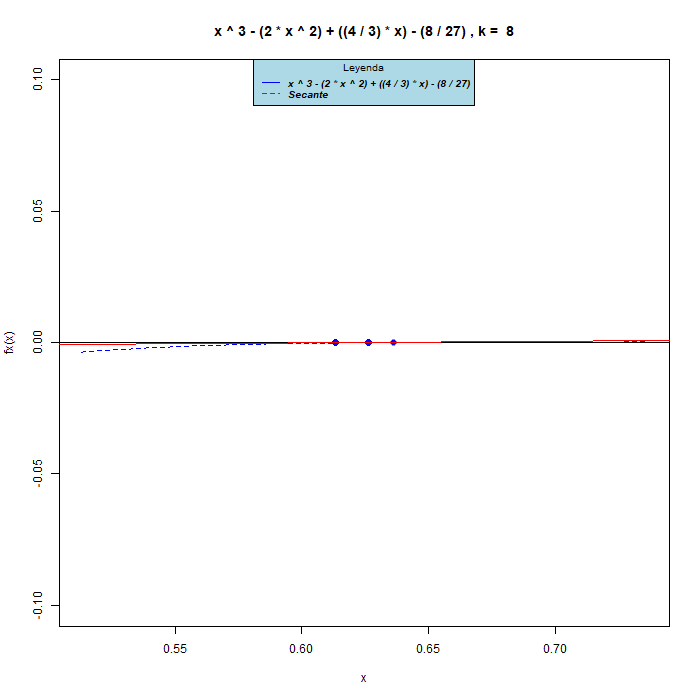 x ^ 3 - (2 * x ^ 2) + ((4 / 3) * x) - (8 / 27) , k = 8
Leyenda
x ^ 3 - (2 * x ^ 2) + ((4 / 3) * x) - (8 / 27)
Secante
0.10
0.05
0.00
-0.05
-0.10
fx(x)
0.55 0.60 0.65 0.70
x